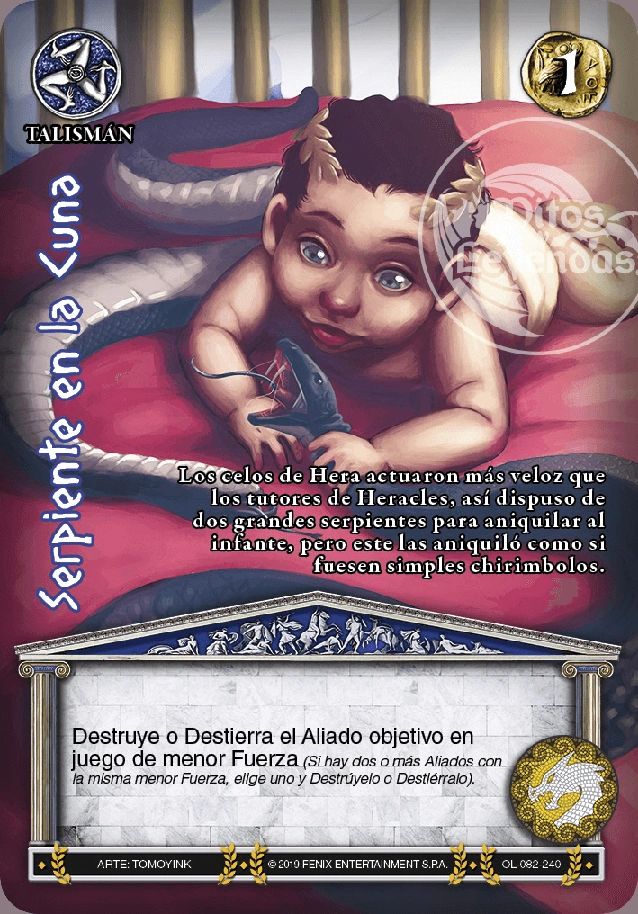 1
TALISMÁN
Mitos
Leyendas
Serpiente en la Cuna
Los celos de Hera actuaron más veloz que
los tutores de Heracles, así dispuso de
dos grandes serpientes para aniquilar al
infante, pero este las aniquiló como si
fuesen simples chirimbolos.
Destruye o Destierra el Aliado objetivo en
juego de menor Fuerza (Si hay dos o más Aliados con
la misma menor Fuerza, elige uno y Destrúyelo o Destiérralo).
ARTE: TOMOYINK
© 2019 FENIX ENTERTAINMENT S.P.A.
OL 082-240